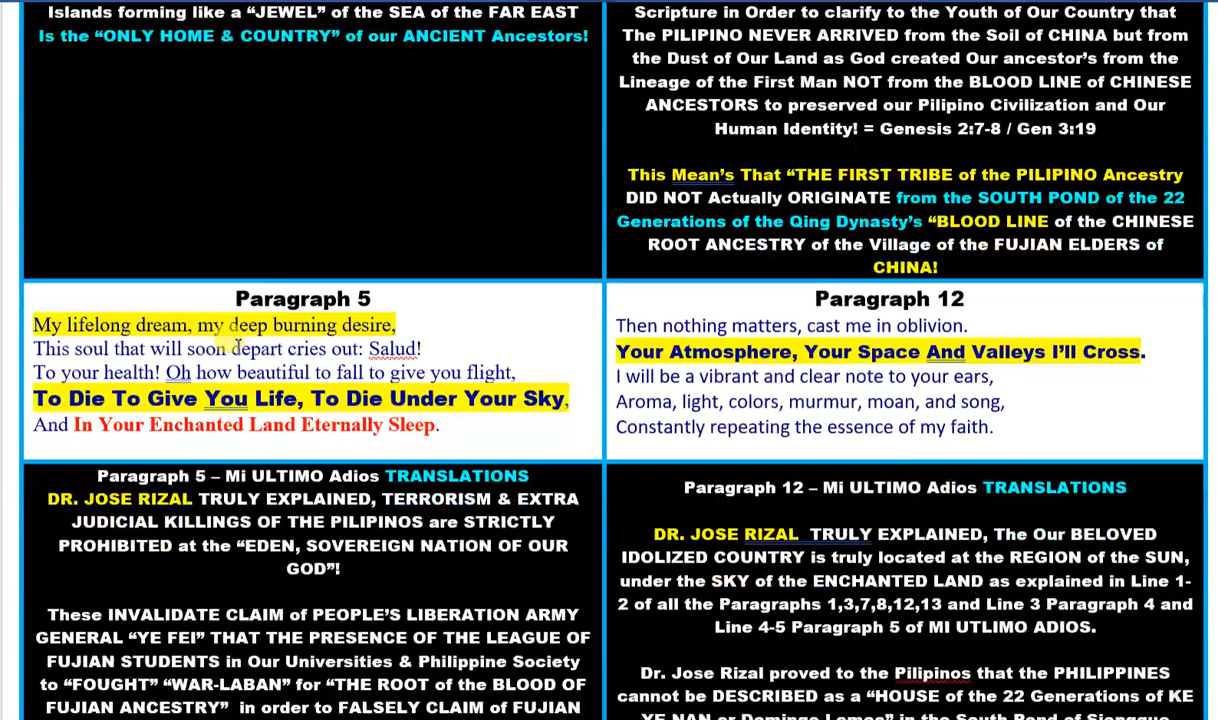 Islands forming like a “JEWEL” of the SEA of the FAR EAST
Is the “ONLY HOME & COUNTRY” of our ANCIENT Ancestors!
Scripture in Order to clarify to the Youth of Our Country that
The PILIPINO NEVER ARRIVED from the Soil of CHINA but from
the Dust of Our Land as God created Our ancestor’s from the
Lineage of the First Man NOT from the BLOOD LINE of CHINESE
ANCESTORS to preserved our Pilipino Civilization and Our
Human Identity! = Genesis 2:7-8 / Gen 3:19
This Mean’s That “THE FIRST TRIBE of the PILIPINO Ancestry
DID NOT Actually ORIGINATE from the SOUTH POND of the 22
Generations of the Qing Dynasty’s “BLOOD LINE of the CHINESE
ROOT ANCESTRY of the Village of the FUJIAN ELDERS of
CHINA!
Paragraph 5
My lifelong dream, my deep burning desire,
This soul that will soon depart cries out: Salud!
To your health! Oh how beautiful to fall to give you flight,
To Die To Give You Life, To Die Under Your Sky,
And In Your Enchanted Land Eternally Sleep.
Paragraph 12
Then nothing matters, cast me in oblivion.
Your Atmosphere, Your Space And Valleys I’ll Cross.
I will be a vibrant and clear note to your ears,
Aroma, light, colors, murmur, moan, and song,
Constantly repeating the essence of my faith.
Paragraph 5 – Mi ULTIMO Adios TRANSLATIONS
DR. JOSE RIZAL TRULY EXPLAINED, TERRORISM & EXTRA
JUDICIAL KILLINGS OF THE PILIPINOS are STRICTLY
PROHIBITED at the “EDEN, SOVEREIGN NATION OF OUR
GOD”!
These INVALIDATE CLAIM of PEOPLE’S LIBERATION ARMY
GENERAL “YE FEI” THAT THE PRESENCE OF THE LEAGUE OF
FUJIAN STUDENTS in Our Universities & Philippine Society
to “FOUGHT” “WAR-LABAN” for “THE ROOT of the BLOOD OF
FUJIAN ANCESTRY” in order to FALSELY CLAIM of FUJIAN
Paragraph 12 – Mi ULTIMO Adios TRANSLATIONS
DR. JOSE RIZAL TRULY EXPLAINED, The Our BELOVED
IDOLIZED COUNTRY is truly located at the REGION of the SUN,
under the SKY of the ENCHANTED LAND as explained in Line 1-
2 of all the Paragraphs 1,3,7,8,12,13 and Line 3 Paragraph 4 and
Line 4-5 Paragraph 5 of MI UTLIMO ADIOS.
Dr. Jose Rizal proved to the Pilipinos that the PHILIPPINES
cannot be DESCRIBED as a “HOUSE of the 22 Generations of KE
YE NAN or Domingo Lamco” in the South Pond of Siongque